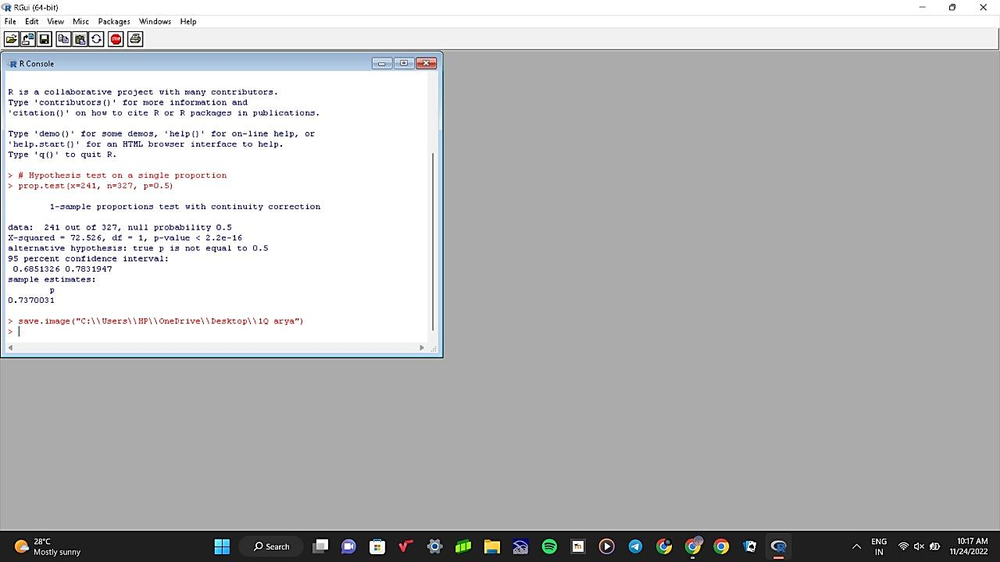 RGui (64-bit)
File Edit View Misc Packages Windows Help
STOP
R Console
R is a collaborative project with many contributors.
Type 'contributors()' for more information and
'citation()' on how to cite R or R packages in publications.
Type 'demo()' for some demos, 'help()' for on-line help, or
'help.start()' for an HTML browser interface to help.
Type 'q()' to quit R.
> # Hypothesis test on a single proportion
> prop.test(x=241, n=327, p=0.5)
1-sample proportions test with continuity correction
data:  241 out of 327, null probability 0.5
X-squared = 72.526, df = 1, p-value < 2.2e-16
alternative hypothesis: true p is not equal to 0.5
95 percent confidence interval:
0.6851326 0.7831947
sample estimates:
p
0.7370031
> save.image("C:\\Users\\HP\\OneDrive\\Desktop\\1Q arya")
>
28°C
Mostly sunny
Search
ENG
IN
10:17 AM
11/24/2022